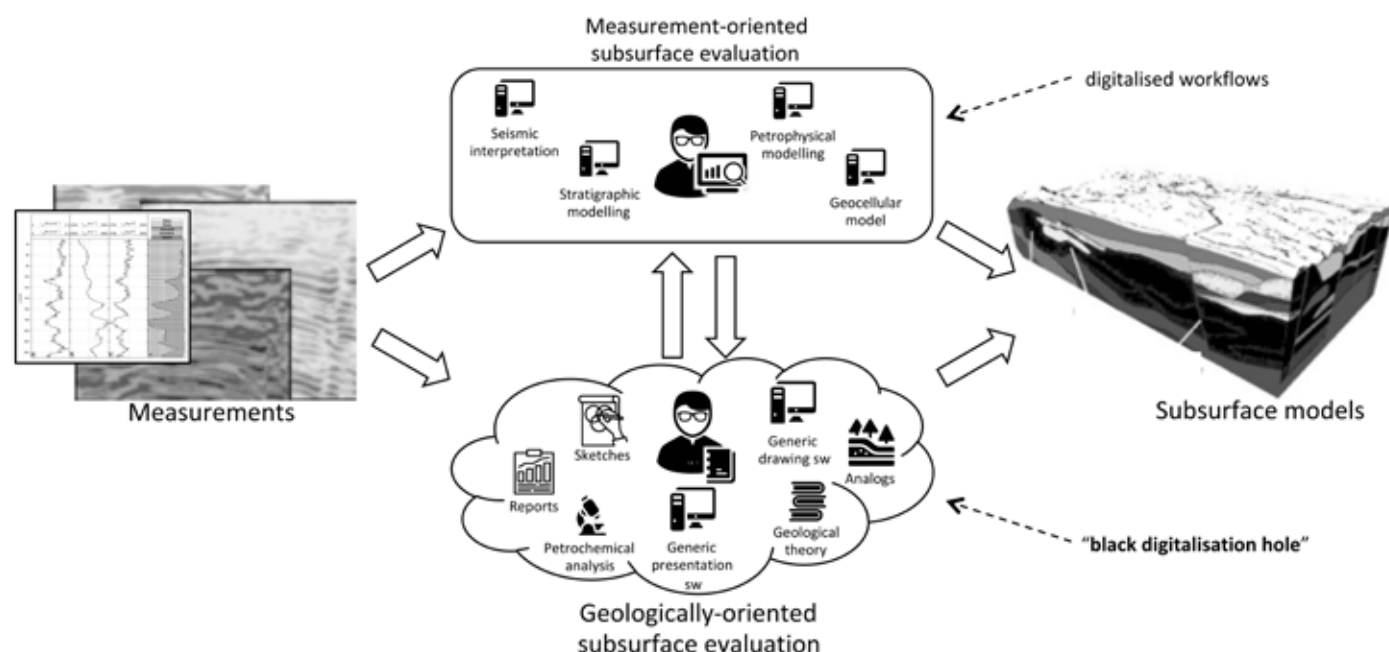 Measurement-oriented
subsurface evaluation
digitalised workflows
Seismic
interpretation
Petrophysical
modelling
Stratigraphic
modelling
Geocellular
model
Measurements
Subsurface models
Sketches
Generic
drawing sw
Analogs
Reports
Petrochemical
analysis
Generic
presentation
sw
Geological
theory
"black digitalisation hole"
Geologically-oriented
subsurface evaluation